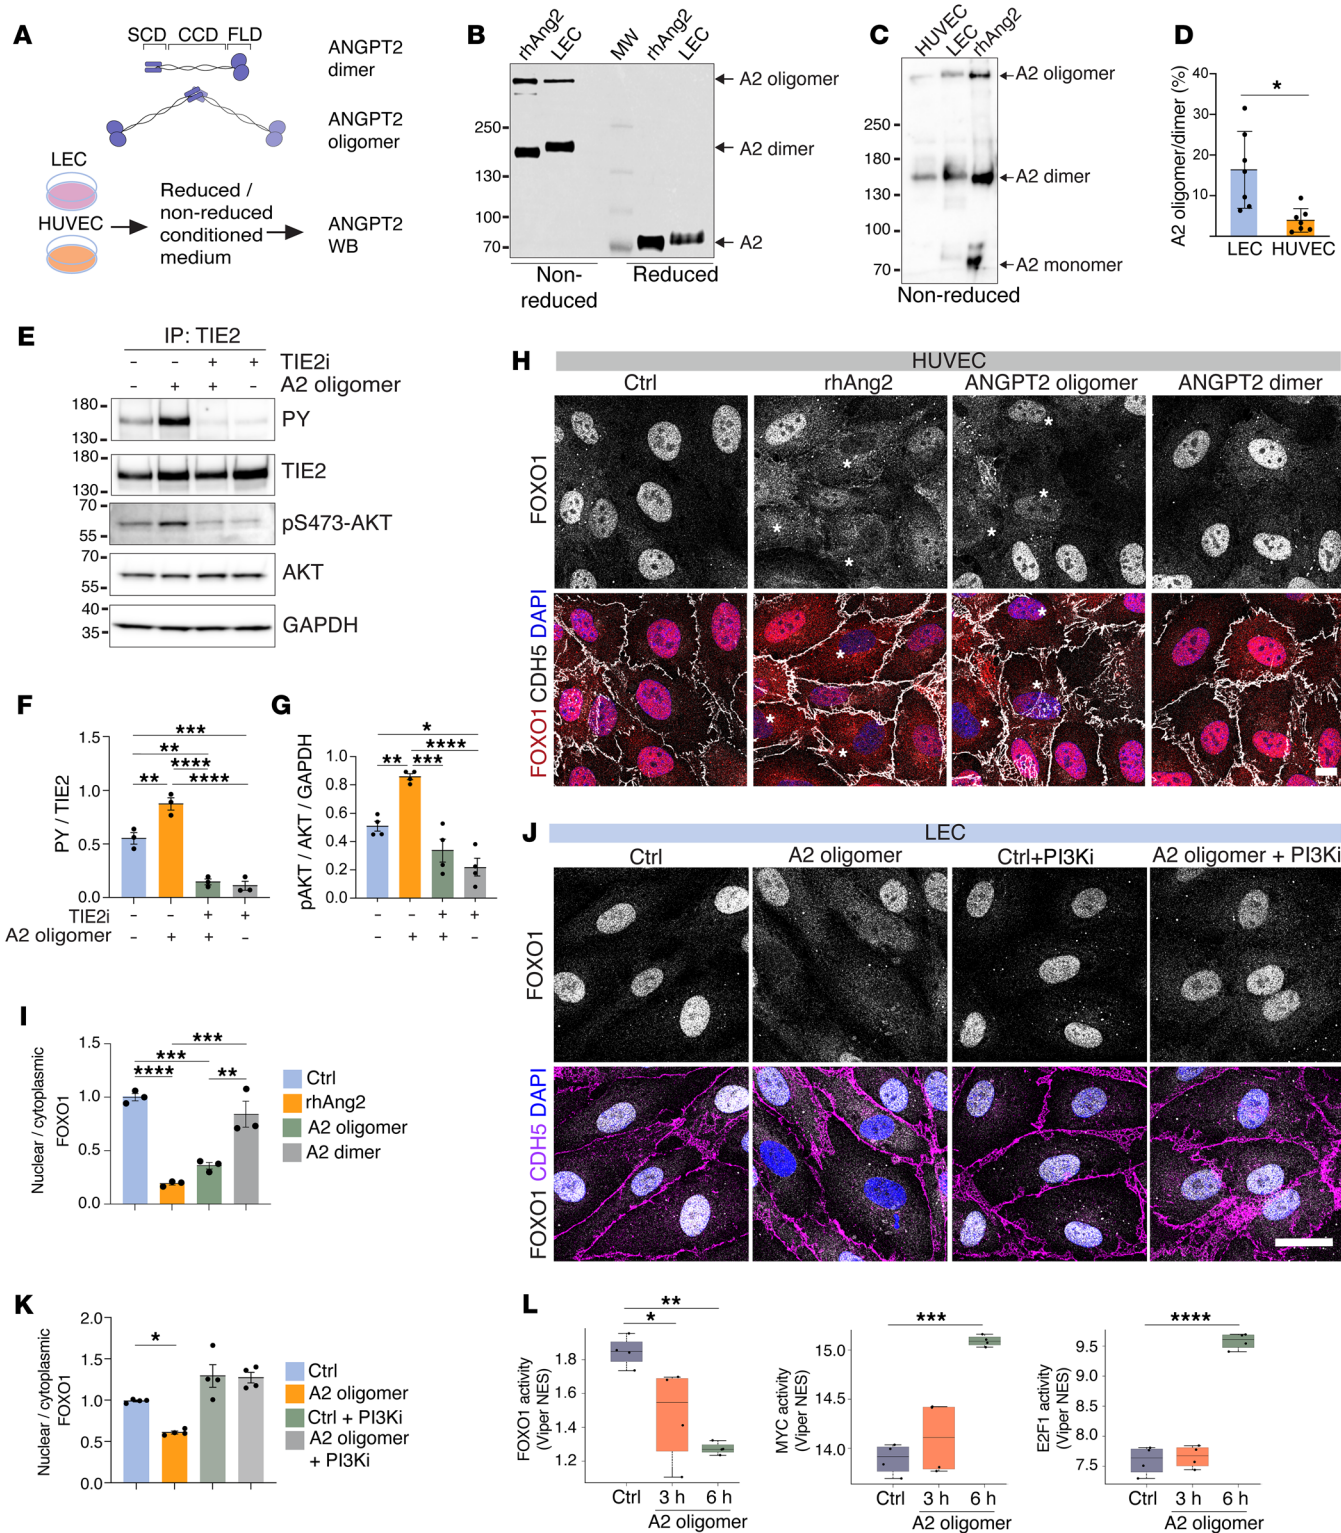 A
SCD CCD FLD
ANGPT2
dimer
ANGPT2
oligomer
LEC
HUVEC
Reduced /
non-reduced
conditioned
medium
ANGPT2
WB
B
rhAng2
LEC
MW
rhAng2
LEC
250
130
100
70
A2 oligomer
A2 dimer
A2
Non-
reduced
Reduced
C
HUVEC
LEC
rhAng2
250
180
130
100
70
A2 oligomer
A2 dimer
A2 monomer
Non-reduced
D
A2 oligomer/dimer (%)
40
30
20
10
*
LEC HUVEC
E
IP: TIE2
– – + + TIE2i
– + + – A2 oligomer
180
130
PY
180
130
TIE2
70
55
pS473-AKT
70
55
AKT
40
35
GAPDH
F
PY / TIE2
1.5
1.0
0.5
0.0
***
**
****
** ****
TIE2i – – + +
A2 oligomer – + + –
G
pAKT / AKT / GAPDH
1.0
0.8
0.6
0.4
0.2
0.0
*
****
** ***
– – + +
– + + –
H
HUVEC
Ctrl rhAng2 ANGPT2 oligomer ANGPT2 dimer
FOXO1
* * * *
* * *
FOXO1 CDH5 DAPI
* * *
* * *
I
Nuclear / cytoplasmic
FOXO1
1.5
1.0
0.5
0.0
***
***
**** **
Ctrl
rhAng2
A2 oligomer
A2 dimer
J
LEC
Ctrl A2 oligomer Ctrl+PI3Ki A2 oligomer + PI3Ki
FOXO1
FOXO1 CDH5 DAPI
K
Nuclear / cytoplasmic
FOXO1
2.0
1.5
1.0
0.5
0.0
*
Ctrl
A2 oligomer
Ctrl + PI3Ki
A2 oligomer
+ PI3Ki
L
FOXO1 activity
(Viper NES)
1.8
1.6
1.4
1.2
**
*
Ctrl 3 h 6 h
A2 oligomer
MYC activity
(Viper NES)
15.0
14.5
14.0
***
Ctrl 3 h 6 h
A2 oligomer
E2F1 activity
(Viper NES)
9.5
9.0
8.5
8.0
7.5
****
Ctrl 3 h 6 h
A2 oligomer